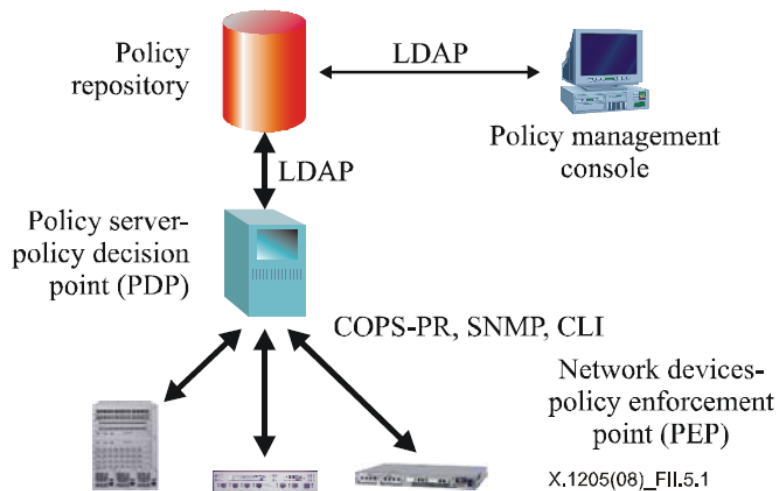 Policy
repository
LDAP
Policy management
console
LDAP
Policy server-
policy decision
point (PDP)
COPS-PR, SNMP, CLI
Network devices-
policy enforcement
point (PEP)
X.1205(08)_FII.5.1